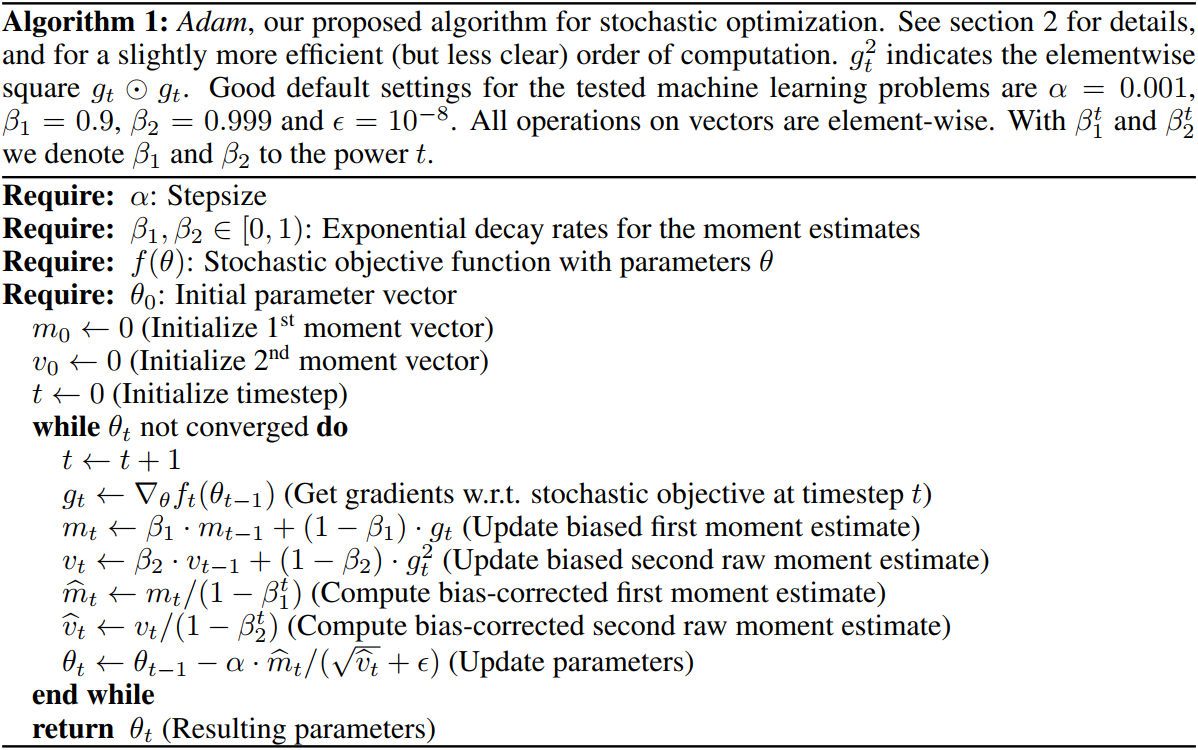 Algorithm 1: Adam, our proposed algorithm for stochastic optimization. See section 2 for details,
and for a slightly more efficient (but less clear) order of computation. g_t^2 indicates the elementwise
square g_t ⊙ g_t. Good default settings for the tested machine learning problems are α = 0.001,
β_1 = 0.9, β_2 = 0.999 and ϵ = 10^{−8}. All operations on vectors are element-wise. With β_1^t and β_2^t
we denote β_1 and β_2 to the power t.
Require: α: Stepsize
Require: β_1, β_2 ∈ [0, 1): Exponential decay rates for the moment estimates
Require: f(θ): Stochastic objective function with parameters θ
Require: θ_0: Initial parameter vector
m_0 ← 0 (Initialize 1^st moment vector)
v_0 ← 0 (Initialize 2^nd moment vector)
t ← 0 (Initialize timestep)
while θ_t not converged do
t ← t + 1
g_t ← ∇_θ f_t(θ_{t−1}) (Get gradients w.r.t. stochastic objective at timestep t)
m_t ← β_1 · m_{t−1} + (1 − β_1) · g_t (Update biased first moment estimate)
v_t ← β_2 · v_{t−1} + (1 − β_2) · g_t^2 (Update biased second raw moment estimate)
m̂_t ← m_t/(1 − β_1^t) (Compute bias-corrected first moment estimate)
v̂_t ← v_t/(1 − β_2^t) (Compute bias-corrected second raw moment estimate)
θ_t ← θ_{t−1} − α · m̂_t/(√v̂_t + ϵ) (Update parameters)
end while
return θ_t (Resulting parameters)